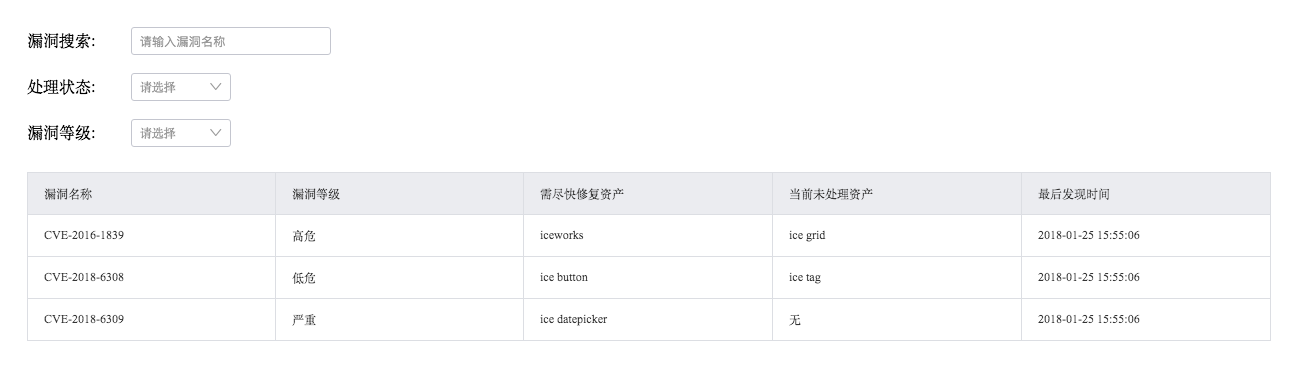 漏洞搜索: 请输入漏洞名称
处理状态: 请选择
漏洞等级: 请选择
漏洞名称 漏洞等级 需尽快修复资产 当前未处理资产 最后发现时间
CVE-2016-1839 高危 iceworks ice grid 2018-01-25 15:55:06
CVE-2018-6308 低危 ice button ice tag 2018-01-25 15:55:06
CVE-2018-6309 严重 ice datepicker 无 2018-01-25 15:55:06